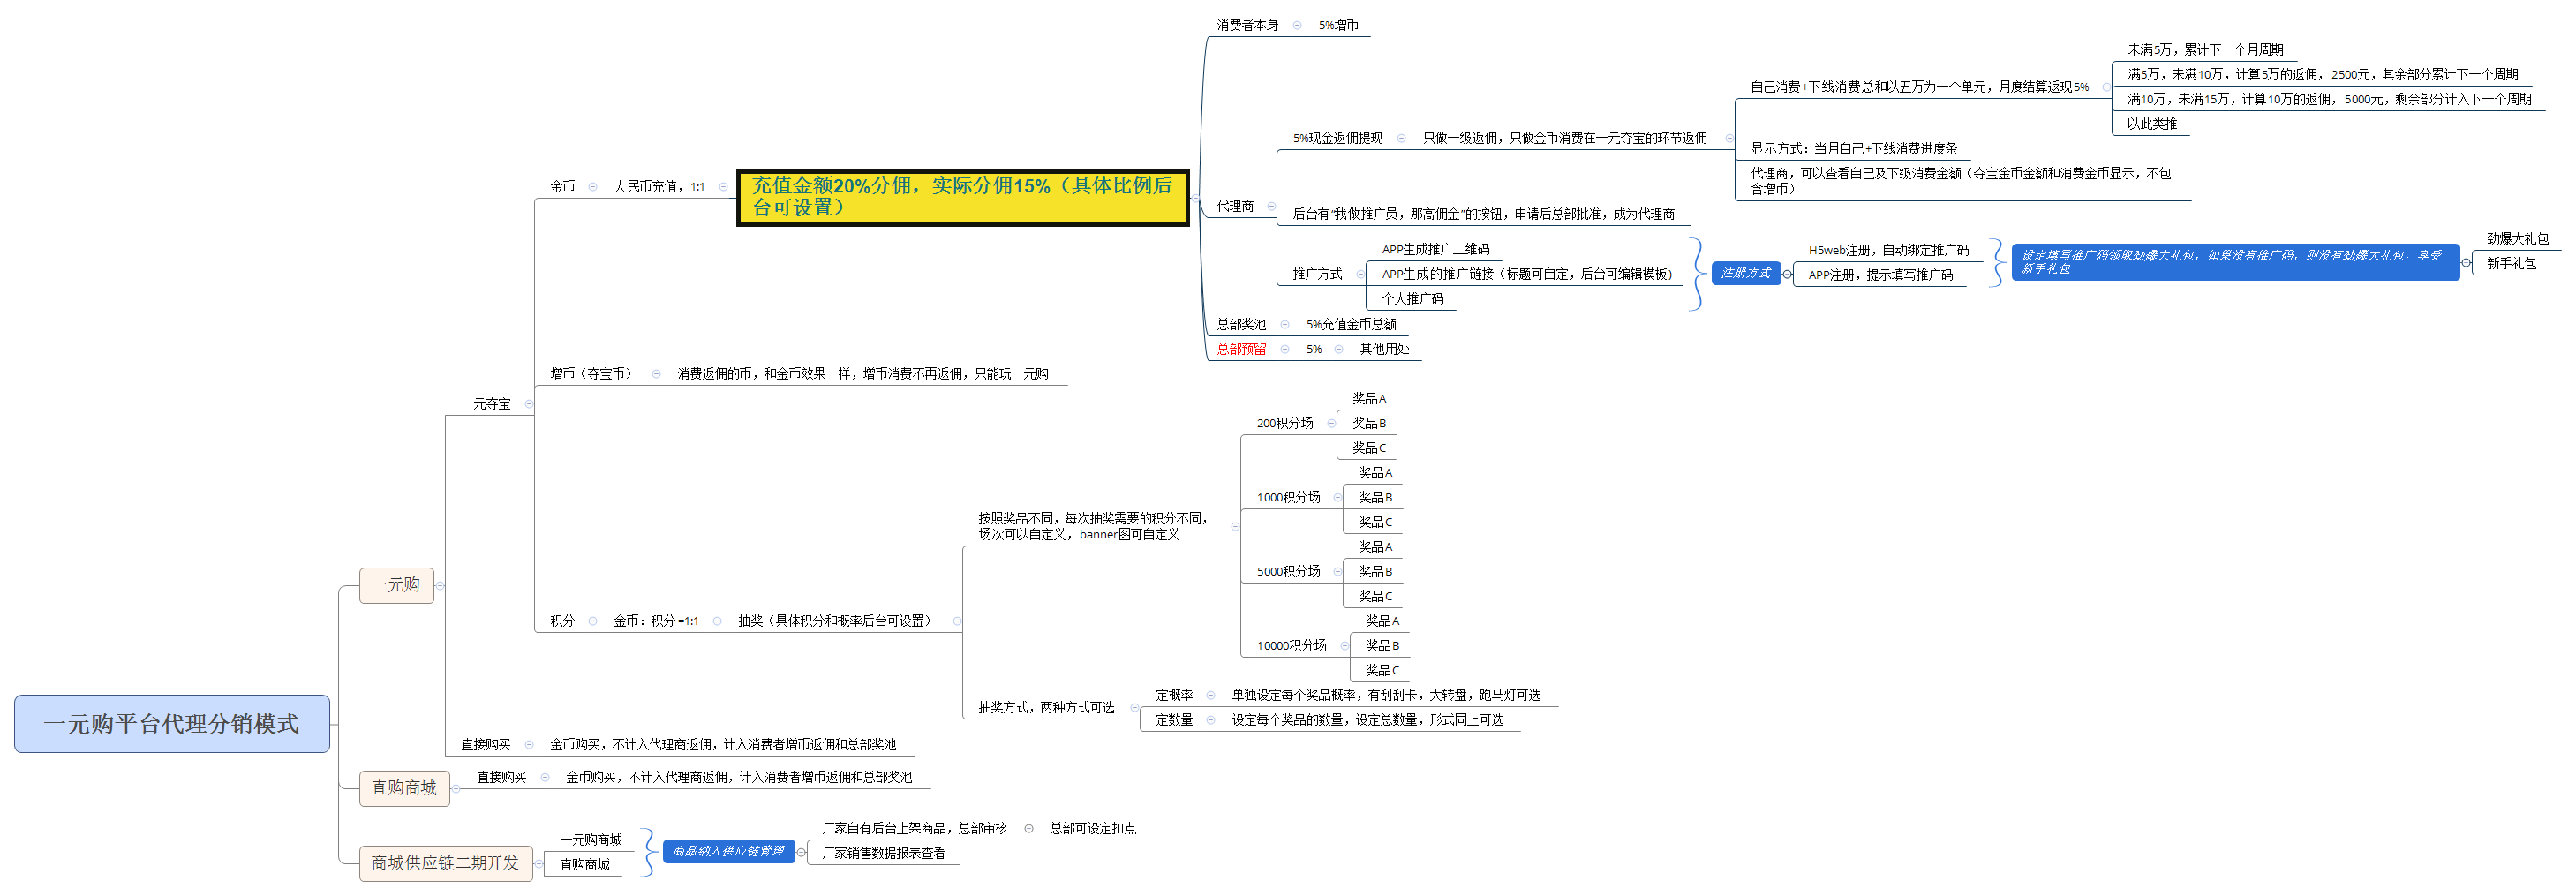 一元购平台代理分销模式
一元购
一元夺宝
金币
人民币充值，1:1
充值金额20%分佣，实际分佣15%（具体比例后
台可设置）
消费者本身
5%增币
代理商
5%现金返佣提现
只做一级返佣，只做金币消费在一元夺宝的环节返佣
自己消费+下线消费总和以五万为一个单元，月度结算返现5%
未满5万，累计下一个月周期
满5万，未满10万，计算5万的返佣，2500元，其余部分累计下一个周期
满10万，未满15万，计算10万的返佣，5000元，剩余部分计入下一个周期
以此类推
显示方式：当月自己+下线消费进度条
代理商，可以查看自己及下级消费金额（夺宝金币金额和消费金币显示，不包
含增币）
后台有“我做推广员，那高佣金”的按钮，申请后总部批准，成为代理商
推广方式
APP生成推广二维码
APP生成的推广链接（标题可自定，后台可编辑模板）
个人推广码
注册方式
H5web注册，自动绑定推广码
APP注册，提示填写推广码
设定填写推广码领取劲爆大礼包，如果没有推广码，则没有劲爆大礼包，享受
新手礼包
劲爆大礼包
新手礼包
总部奖池
5%充值金币总额
总部预留
5%
其他用处
增币（夺宝币）
消费返佣的币，和金币效果一样，增币消费不再返佣，只能玩一元购
积分
金币：积分 =1:1
抽奖（具体积分和概率后台可设置）
按照奖品不同，每次抽奖需要的积分不同，
场次可以自定义，banner图可自定义
200积分场
奖品A
奖品B
奖品C
1000积分场
奖品A
奖品B
奖品C
5000积分场
奖品A
奖品B
奖品C
10000积分场
奖品A
奖品B
奖品C
抽奖方式，两种方式可选
定概率
单独设定每个奖品概率，有刮刮卡，大转盘，跑马灯可选
定数量
设定每个奖品的数量，设定总数量，形式同上可选
直接购买
金币购买，不计入代理商返佣，计入消费者增币返佣和总部奖池
直购商城
直接购买
金币购买，不计入代理商返佣，计入消费者增币返佣和总部奖池
商城供应链二期开发
一元购商城
直购商城
商品纳入供应链管理
厂家自有后台上架商品，总部审核
总部可设定扣点
厂家销售数据报表查看